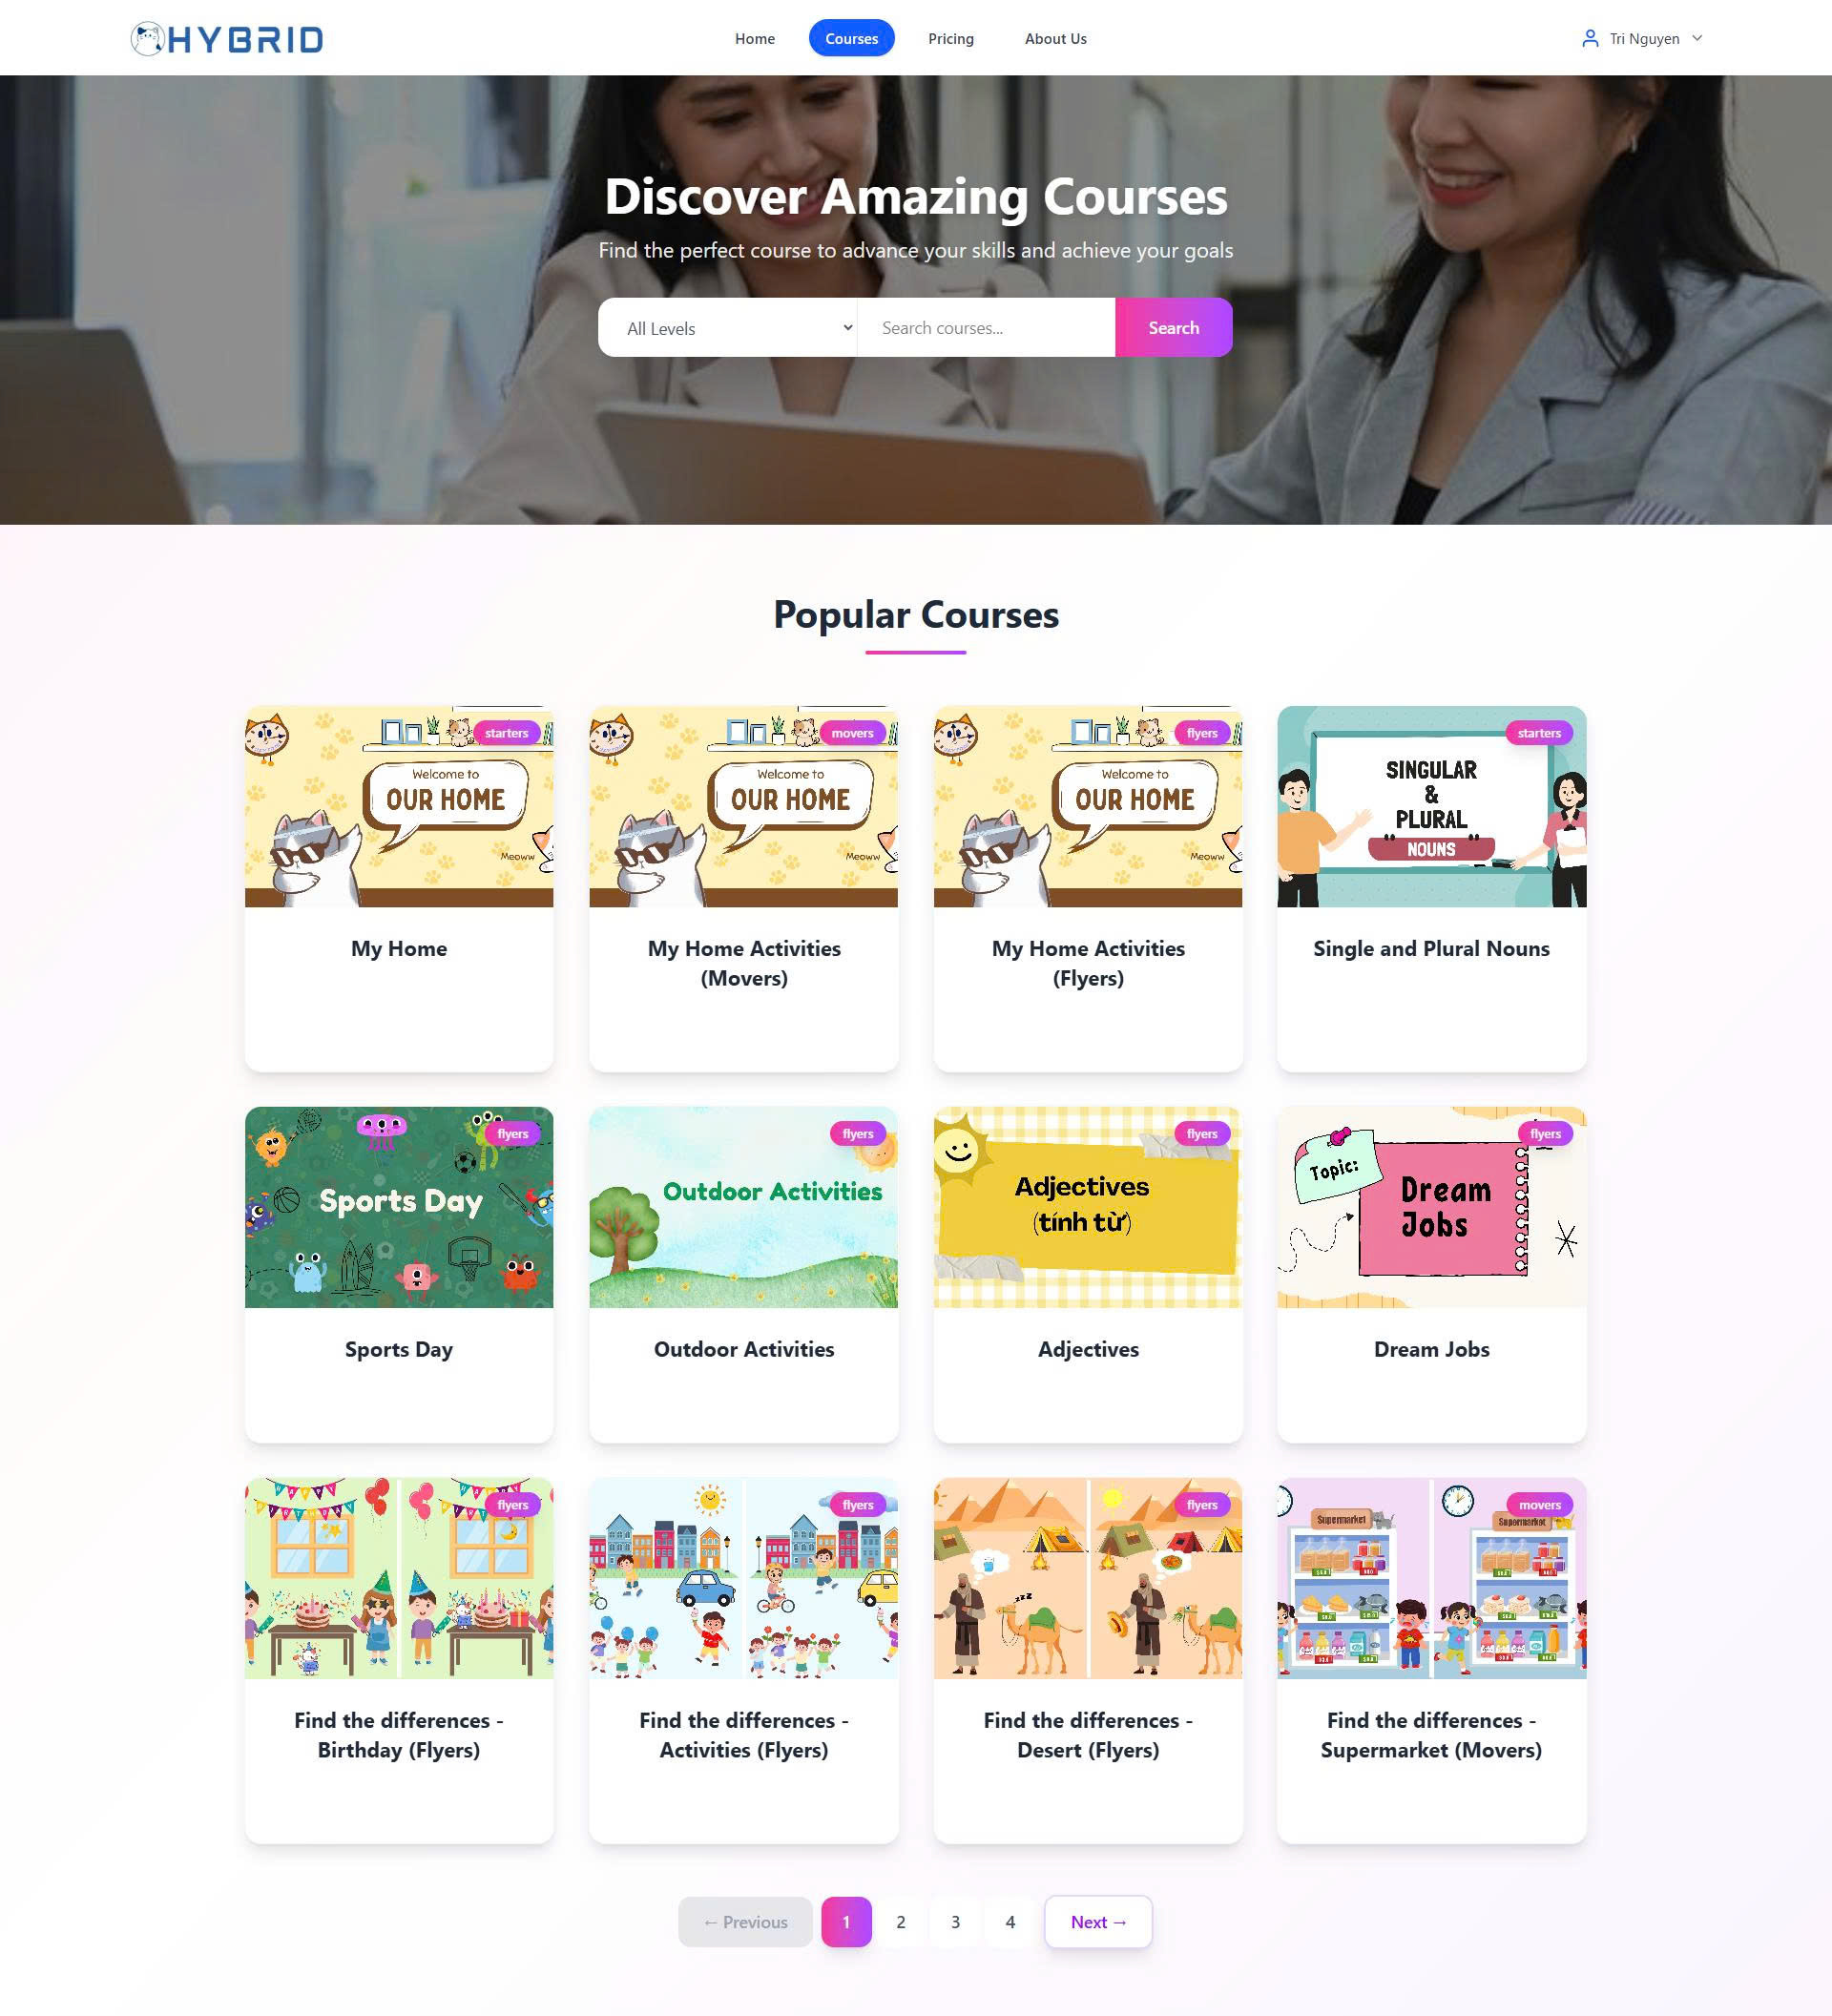 HYBRID
Home
Courses
Pricing
About Us
Tri Nguyen
Discover Amazing Courses
Find the perfect course to advance your skills and achieve your goals
All Levels
Search courses...
Search
Popular Courses
starters
Welcome to
OUR HOME
Meoww
My Home
movers
Welcome to
OUR HOME
Meoww
My Home Activities
(Movers)
flyers
Welcome to
OUR HOME
Meoww
My Home Activities
(Flyers)
starters
SINGULAR
&
PLURAL
"NOUNS"
Single and Plural Nouns
flyers
Sports Day
Sports Day
flyers
Outdoor Activities
Outdoor Activities
flyers
Adjectives
(tính từ)
Adjectives
flyers
Topic:
Dream
Jobs
Dream Jobs
flyers
Find the differences -
Birthday (Flyers)
flyers
Find the differences -
Activities (Flyers)
flyers
zzz
Find the differences -
Desert (Flyers)
movers
Supermarket
Supermarket
Find the differences -
Supermarket (Movers)
← Previous
1
2
3
4
Next →